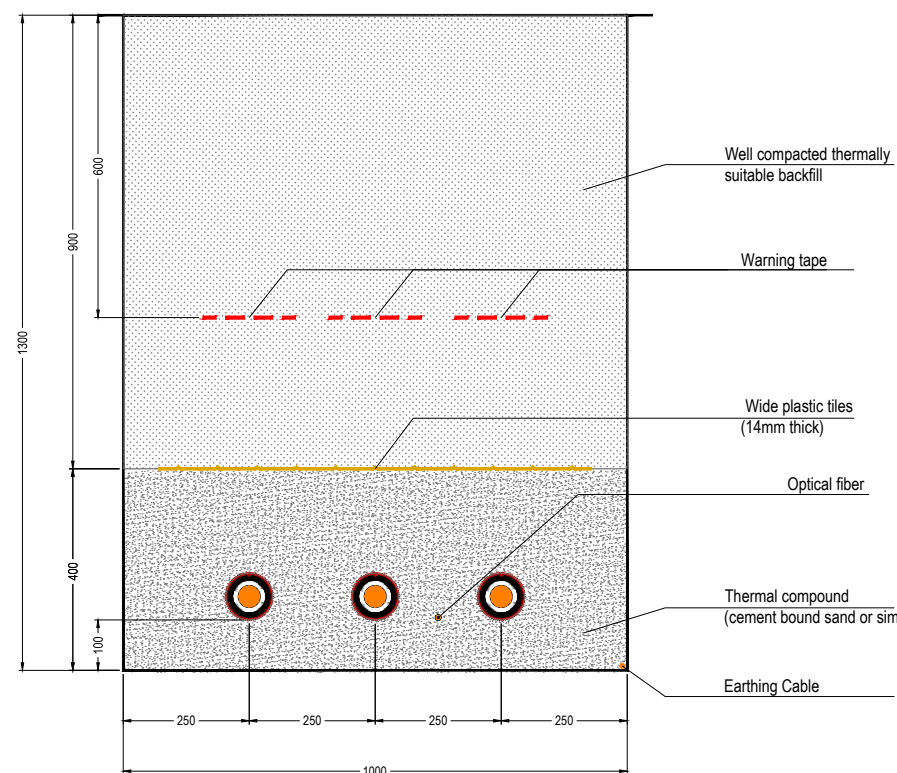 Well compacted thermally
suitable backfill
600
900
Warning tape
1300
Wide plastic tiles
(14mm thick)
Optical fiber
400
Thermal compound
(cement bound sand or sim
100
Earthing Cable
250
250
250
250
1000